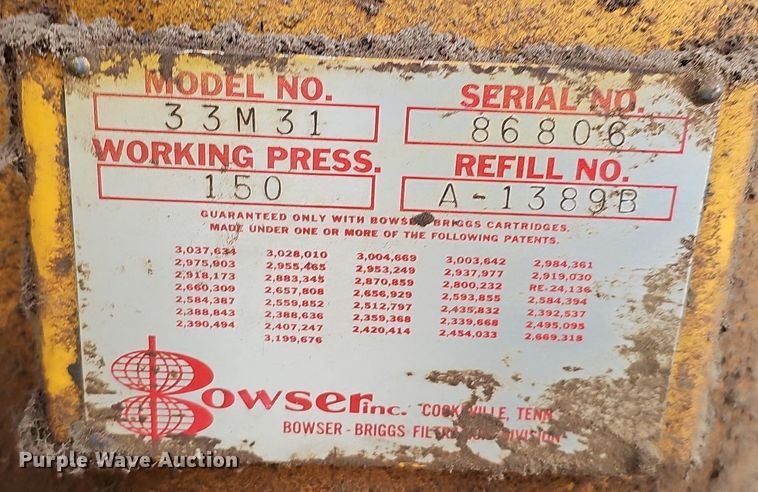 MODEL NO. SERIAL NO.
33M31 86806
WORKING PRESS. REFILL NO.
150 A-1389B
GUARANTEED ONLY WITH BOWSER-BRIGGS CARTRIDGES.
MADE UNDER ONE OR MORE OF THE FOLLOWING PATENTS.
3,037,634 3,028,010 3,004,669 3,003,642 2,984,361
2,975,903 2,955,465 2,953,249 2,937,977 2,919,030
2,918,173 2,883,345 2,870,859 2,800,232 RE-24,136
2,660,309 2,657,808 2,656,929 2,593,855 2,584,394
2,584,387 2,559,852 2,512,797 2,435,832 2,392,537
2,388,843 2,388,636 2,359,368 2,339,668 2,495,095
2,390,494 2,407,247 2,420,414 2,454,033 2,669,318
3,199,676
Bowser inc. COOKEVILLE, TENN.
BOWSER-BRIGGS FILTRATION DIVISION
Purple Wave Auction